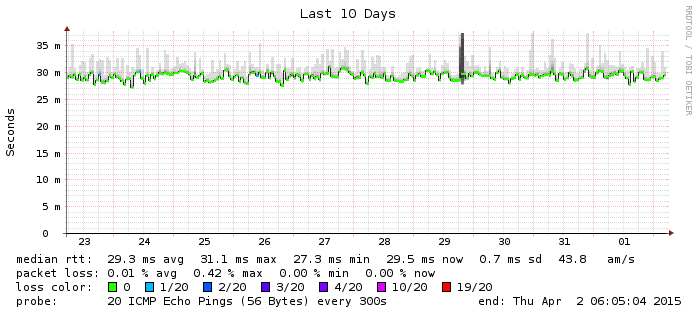 Last 10 Days
RRDTOOL / TOBI OETIKER
Seconds
35 m
30 m
25 m
20 m
15 m
10 m
5 m
0
23 24 25 26 27 28 29 30 31 01
median rtt: 29.3 ms avg 31.1 ms max 27.3 ms min 29.5 ms now 0.7 ms sd 43.8 am/s
packet loss: 0.01 % avg 0.42 % max 0.00 % min 0.00 % now
loss color: 0 1/20 2/20 3/20 4/20 10/20 19/20
probe: 20 ICMP Echo Pings (56 Bytes) every 300s end: Thu Apr 2 06:05:04 2015